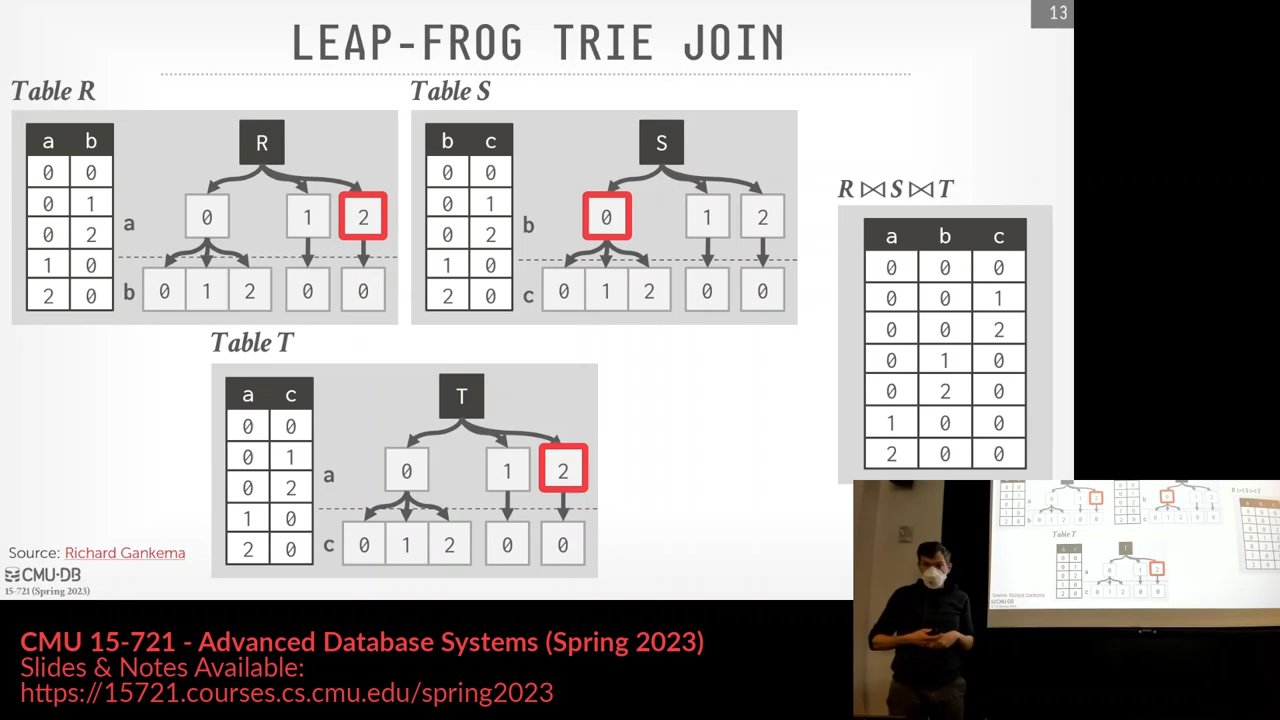 13
LEAP-FROG TRIE JOIN
Table R
a b
0 0
0 1
0 2
1 0
2 0
R
a
0 1 2
b
0 1 2 0 0
Table S
b c
0 0
0 1
0 2
1 0
2 0
S
b
0 1 2
c
0 1 2 0 0
R ⋈ S ⋈ T
a b c
0 0 0
0 0 1
0 0 2
0 1 0
0 2 0
1 0 0
2 0 0
Table T
a c
0 0
0 1
0 2
1 0
2 0
T
a
0 1 2
c
0 1 2 0 0
Source: Richard Gankema
CMU·DB
15-721 (Spring 2023)
Table T
CMU 15-721 - Advanced Database Systems (Spring 2023)
Slides & Notes Available:
https://15721.courses.cs.cmu.edu/spring2023